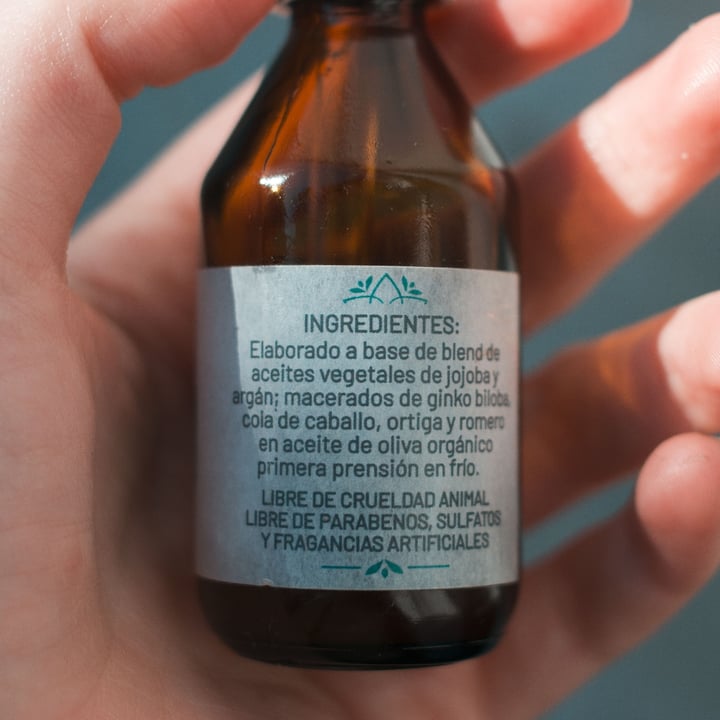 INGREDIENTES:
Elaborado a base de blend de
aceites vegetales de jojoba y
argán; macerados de ginko biloba,
cola de caballo, ortiga y romero
en aceite de oliva orgánico
primera prensión en frío.
LIBRE DE CRUELDAD ANIMAL
LIBRE DE PARABENOS, SULFATOS
Y FRAGANCIAS ARTIFICIALES